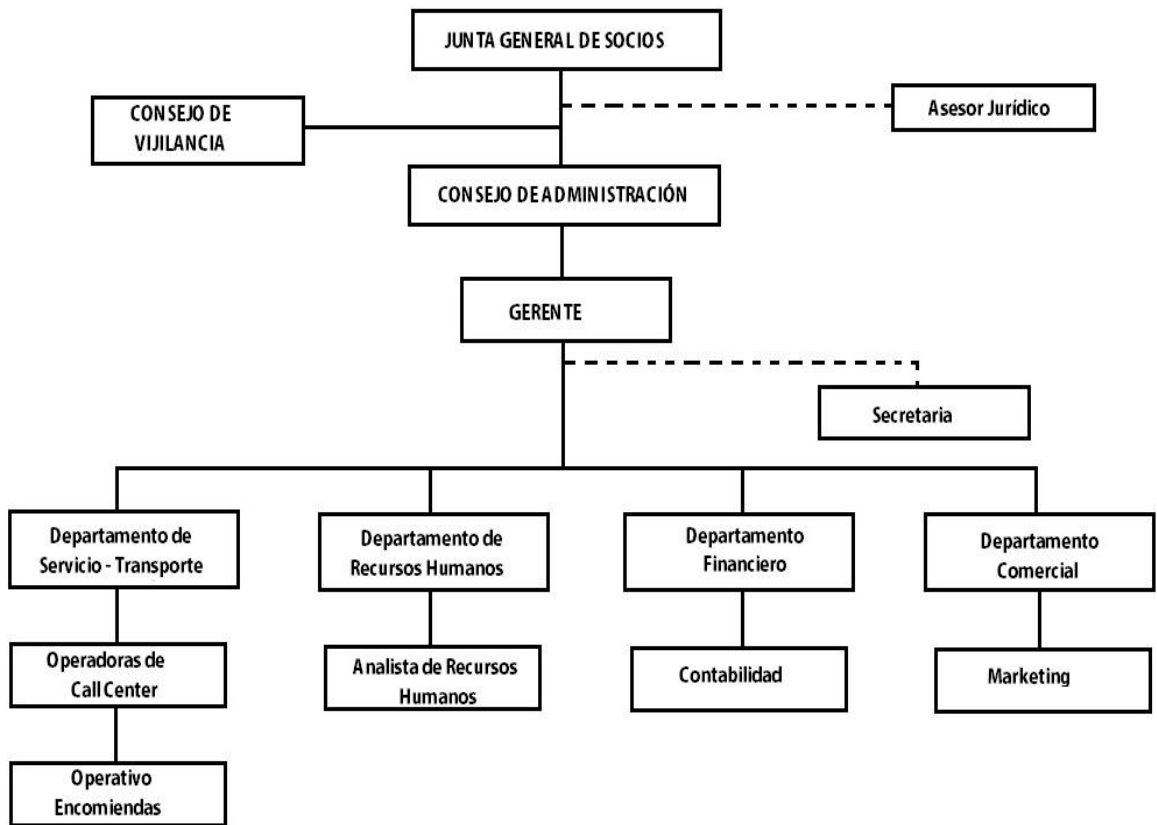 JUNTA GENERAL DE SOCIOS
CONSEJO DE
VIJILANCIA
Asesor Jurídico
CONSEJO DE ADMINISTRACIÓN
GERENTE
Secretaria
Departamento de
Servicio - Transporte
Departamento de
Recursos Humanos
Departamento
Financiero
Departamento
Comercial
Operadoras de
Call Center
Analista de Recursos
Humanos
Contabilidad
Marketing
Operativo
Encomiendas